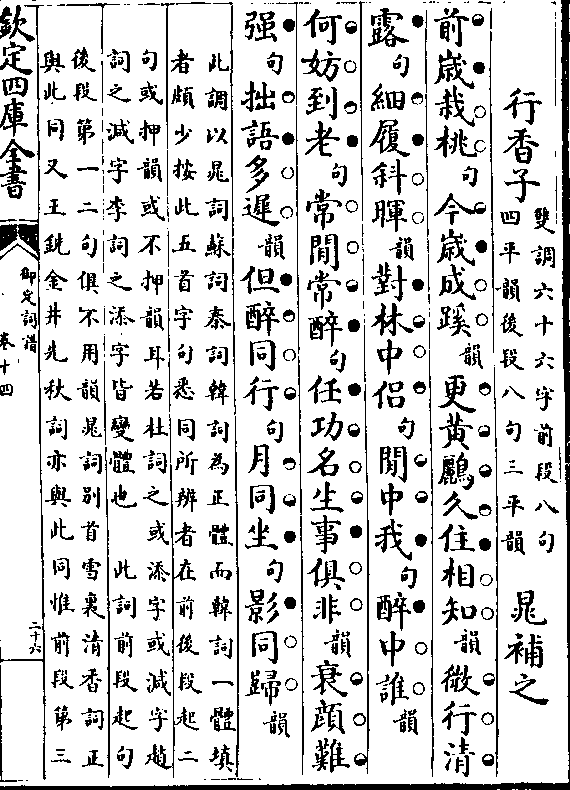 行香子 雙調六十六字前段八句
四平韻後段八句三平韻 晁補之
前歲栽桃句今歲成蹊韻更黄鸝久住相知韻微行清
露句細履斜暉韻對林中侣句閒中我句醉中誰韻
何妨到老句常閒常醉句任功名生事俱非韻衰顔難
强句拙語多遲韻但醉同行句月同坐句影同歸韻
此調以晁詞蘇詞秦詞韓詞為正體而韓詞一體填
者頗少按此五首字句悉同所辨者在前後段起二
句或押韻或不押韻耳若杜詞之或添字或減字趙
詞之減字李詞之添字皆變體也 此詞前段起句
後段第一二句俱不用韻晁詞别首雪裏清香詞正
與此同又王詵金井先秋詞亦與此同惟前段第三
欽定四庫全書
御定詞譜
卷十四
二十六